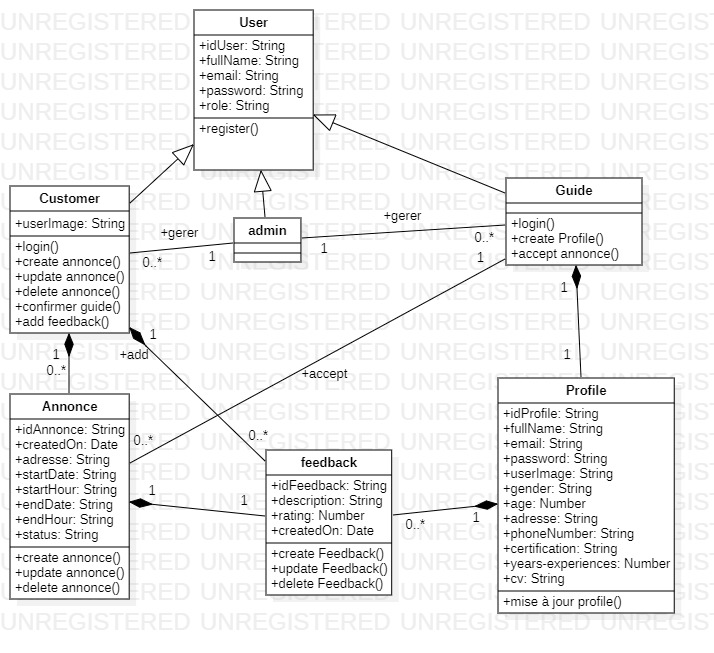 User
+idUser: String
+fullName: String
+email: String
+password: String
+role: String
+register()
Customer
+userImage: String
+login()
+create annonce()
+update annonce()
+delete annonce()
+confirmer guide()
+add feedback()
admin
+gerer
0..*
1
+gerer
1
0..*
Guide
+login()
+create Profile()
+accept annonce()
1
1
1
+accept
0..*
1
0..*
1
+add
0..*
Annonce
+idAnnonce: String
+createdOn: Date
+adresse: String
+startDate: String
+startHour: String
+endDate: String
+endHour: String
+status: String
+create annonce()
+update annonce()
+delete annonce()
1
1
feedback
+idFeedback: String
+description: String
+rating: Number
+createdOn: Date
+create Feedback()
+update Feedback()
+delete Feedback()
0..*
1
Profile
+idProfile: String
+fullName: String
+email: String
+password: String
+userImage: String
+gender: String
+age: Number
+adresse: String
+phoneNumber: String
+certification: String
+years-experiences: Number
+cv: String
+mise à jour profile()
UNREGISTERED